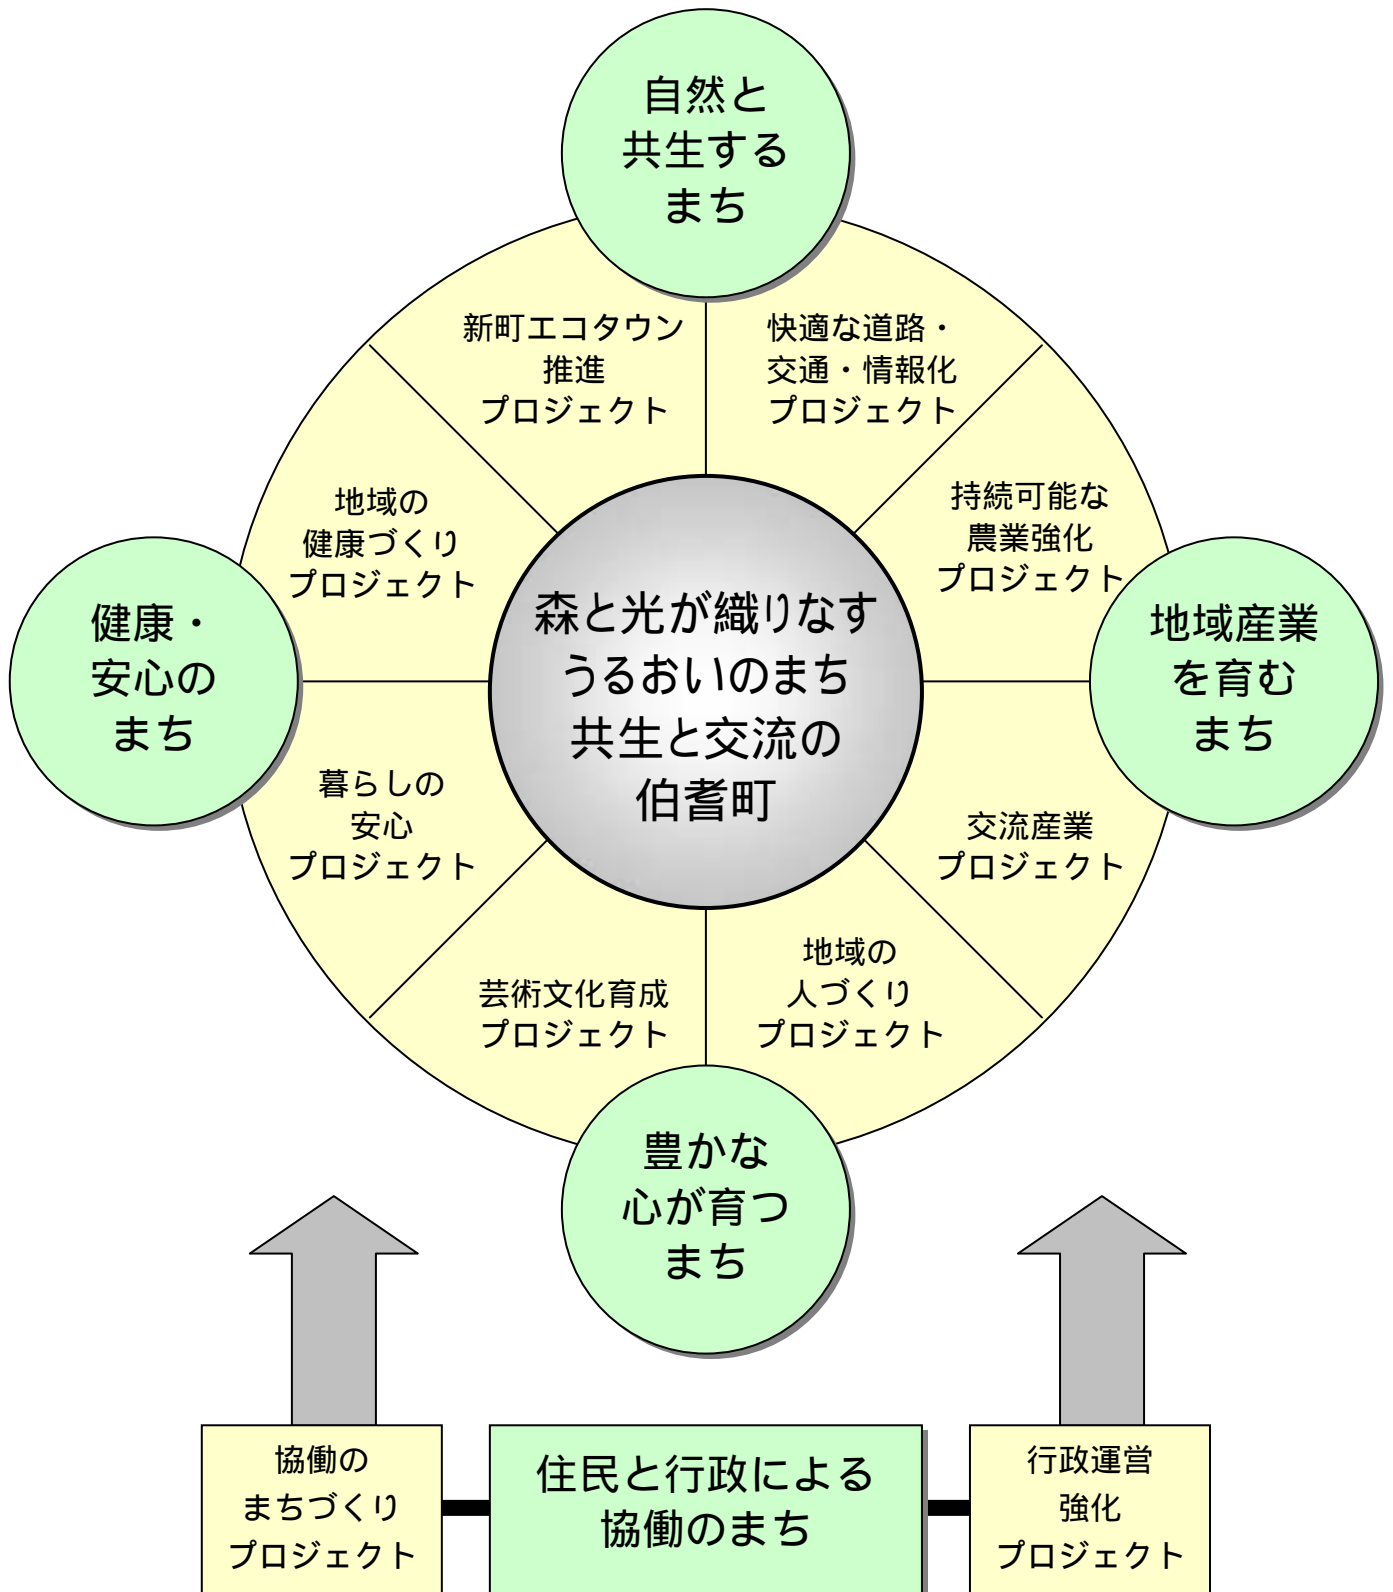 自然と
共生する
まち
新町エコタウン
推進
プロジェクト
快適な道路・
交通・情報化
プロジェクト
地域の
健康づくり
プロジェクト
持続可能な
農業強化
プロジェクト
健康・
安心の
まち
森と光が織りなす
うるおいのまち
共生と交流の
伯耆町
地域産業
を育む
まち
暮らしの
安心
プロジェクト
交流産業
プロジェクト
芸術文化育成
プロジェクト
地域の
人づくり
プロジェクト
豊かな
心が育つ
まち
協働の
まちづくり
プロジェクト
住民と行政による
協働のまち
行政運営
強化
プロジェクト